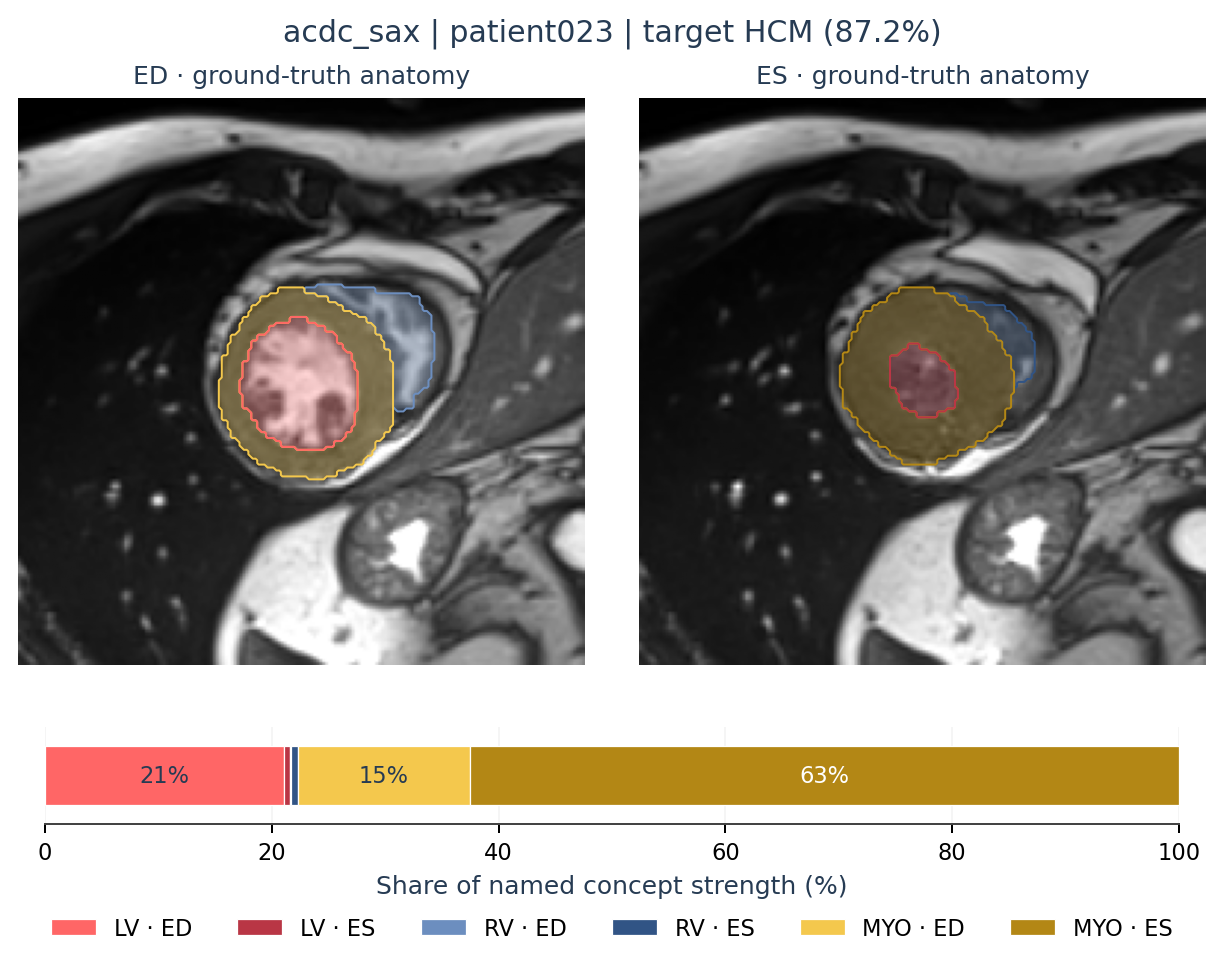 acdc_sax | patient023 | target HCM (87.2%)
ED · ground-truth anatomy
ES · ground-truth anatomy
21%
15%
63%
0 20 40 60 80 100
Share of named concept strength (%)
LV · ED LV · ES RV · ED RV · ES MYO · ED MYO · ES